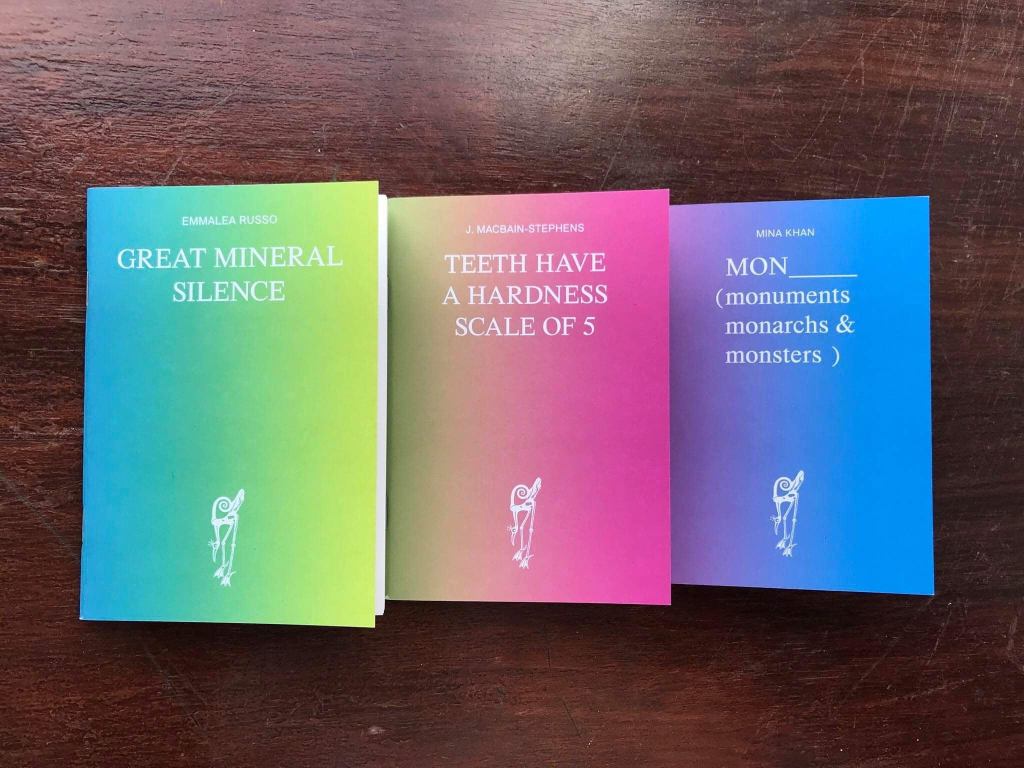 EMMALEA RUSSO
GREAT MINERAL
SILENCE
J. MACBAIN-STEPHENS
TEETH HAVE
A HARDNESS
SCALE OF 5
MINA KHAN
MON_____
(monuments
monarchs &
monsters )